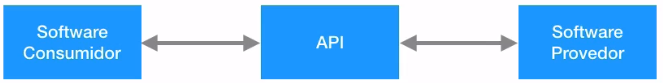 Software
Consumidor
API
Software
Provedor